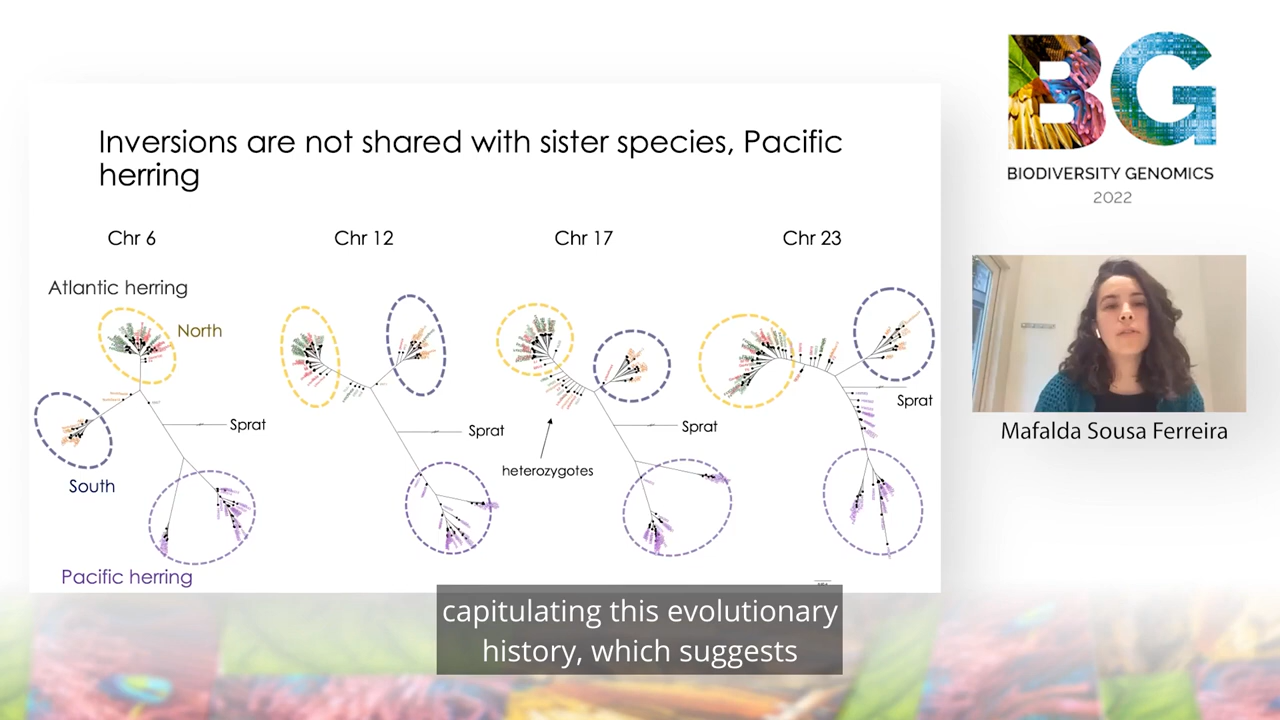 BG
BIODIVERSITY GENOMICS
2022
Inversions are not shared with sister species, Pacific
herring
Chr 6
Chr 12
Chr 17
Chr 23
Atlantic herring
North
Sprat
Sprat
Sprat
Sprat
heterozygotes
South
Pacific herring
Mafalda Sousa Ferreira
capitulating this evolutionary
history, which suggests